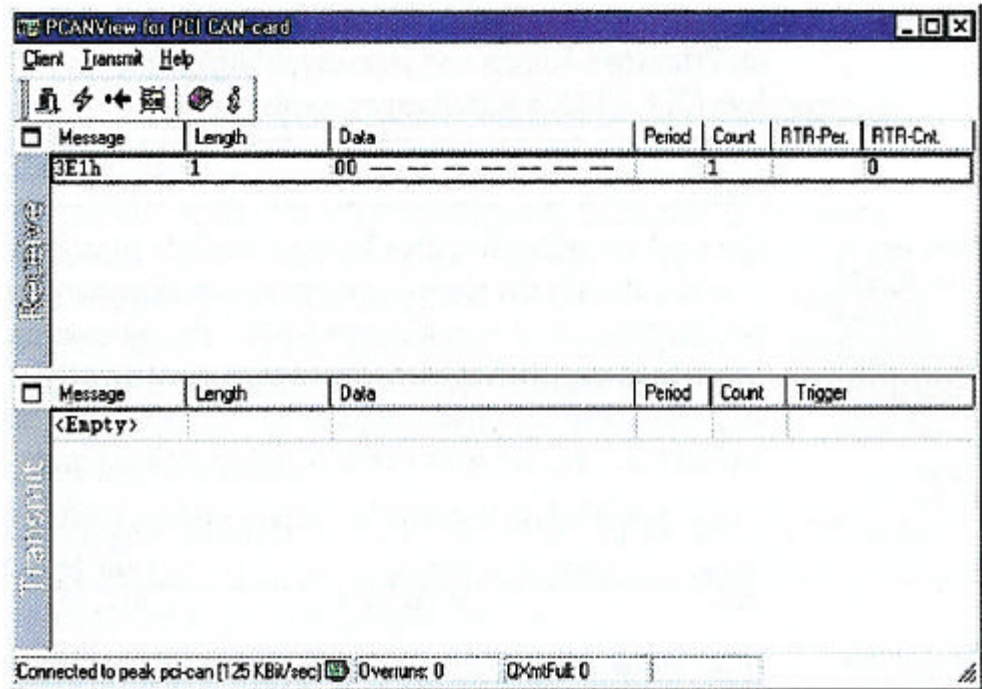 PCANView for PCI CAN-card
Client Transmit Help
Message Length Data Period Count RTR-Per. RTR-Cnt.
3E1h 1 00 -- -- -- -- -- -- -- 1 0
Receive
Message Length Data Period Count Trigger
<Empty>
Transmit
Connected to peak pci-can (125 KBit/sec) Overruns: 0 QXmtFull: 0